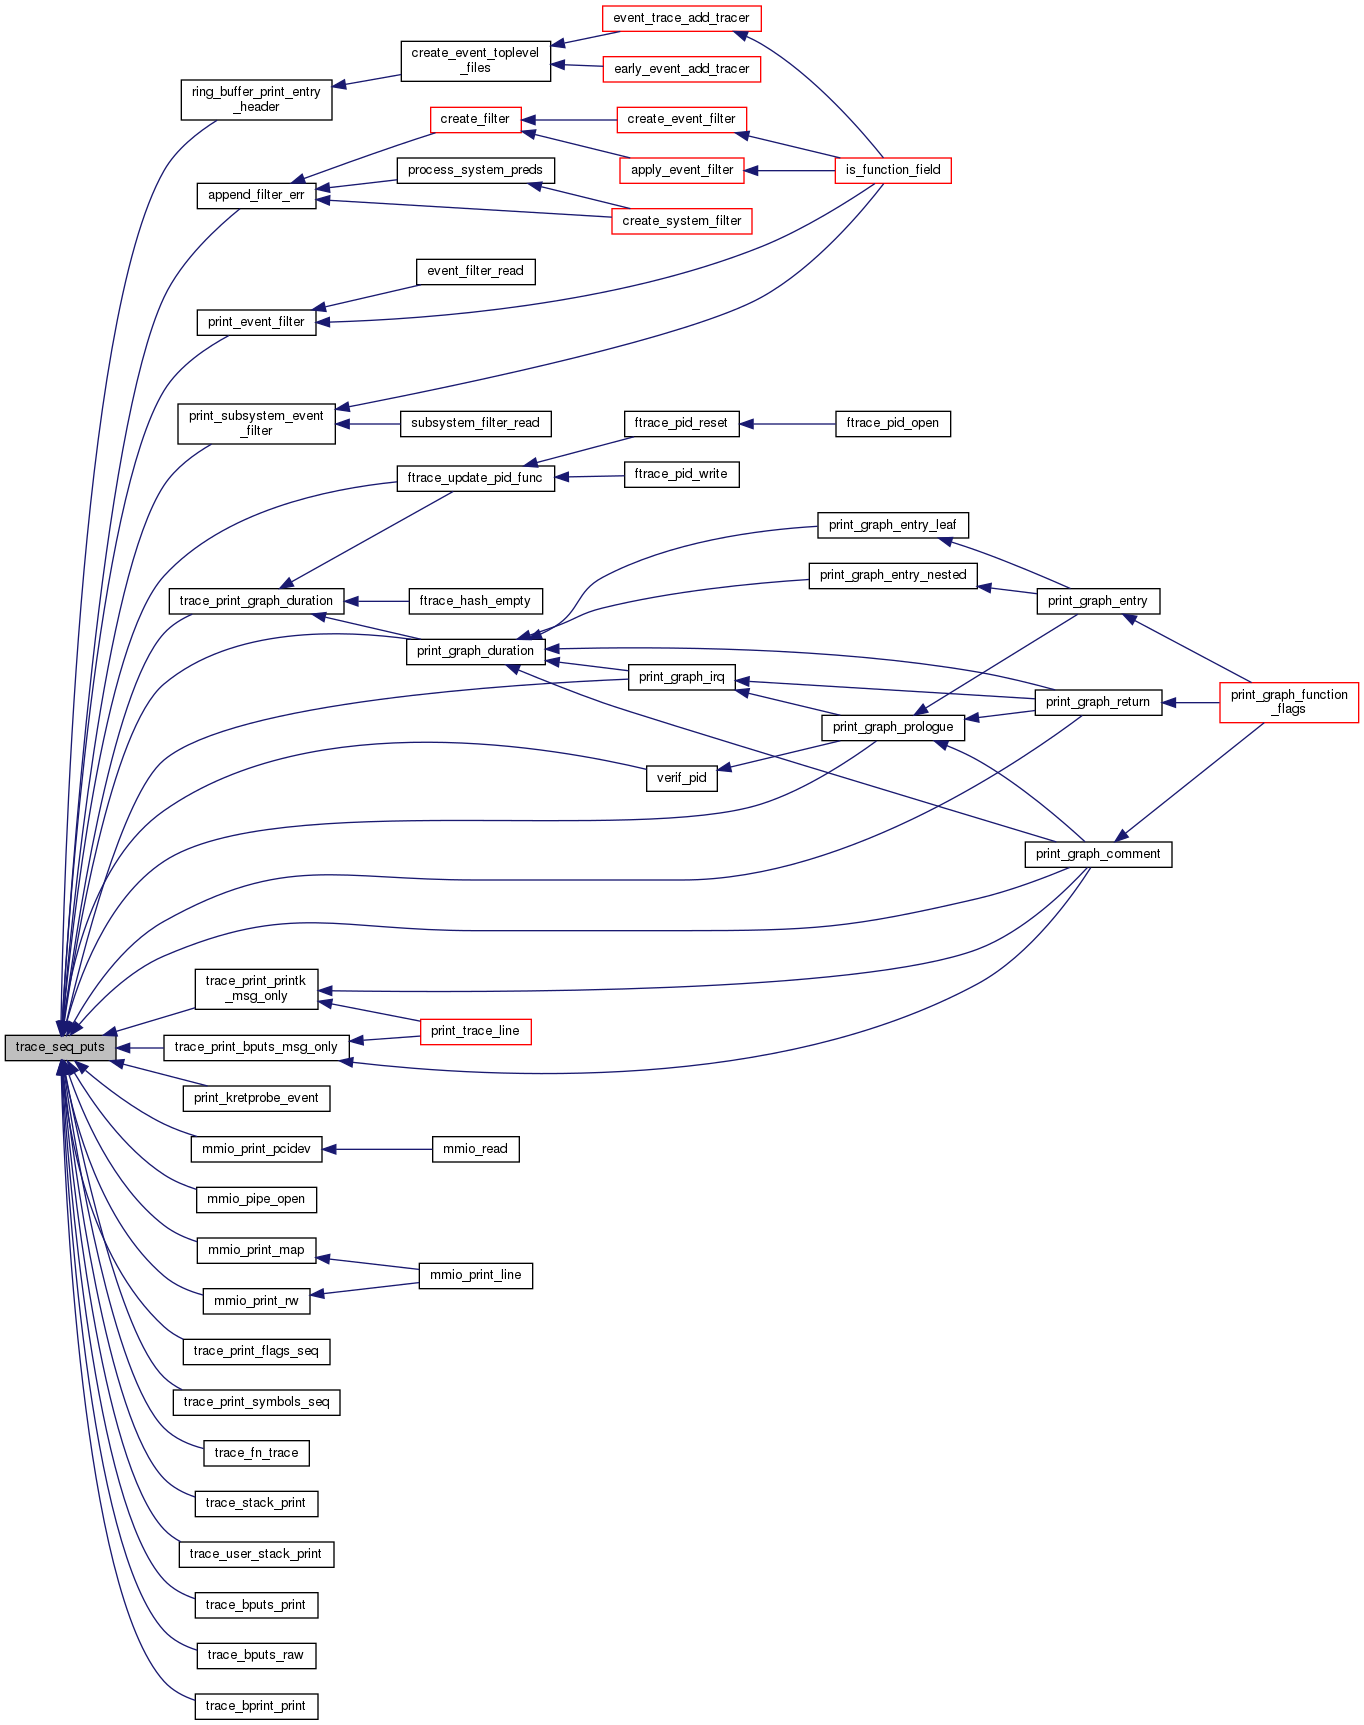 event_trace_add_tracer
create_event_toplevel
_files
early_event_add_tracer
ring_buffer_print_entry
_header
create_filter
create_event_filter
process_system_preds
apply_event_filter
is_function_field
append_filter_err
create_system_filter
event_filter_read
print_event_filter
print_subsystem_event
_filter
subsystem_filter_read
ftrace_pid_reset
ftrace_pid_open
ftrace_update_pid_func
ftrace_pid_write
print_graph_entry_leaf
print_graph_entry_nested
trace_print_graph_duration
ftrace_hash_empty
print_graph_entry
print_graph_duration
print_graph_irq
print_graph_return
print_graph_function
_flags
print_graph_prologue
verif_pid
print_graph_comment
trace_print_printk
_msg_only
print_trace_line
trace_seq_puts
trace_print_bputs_msg_only
print_kretprobe_event
mmio_print_pcidev
mmio_read
mmio_pipe_open
mmio_print_map
mmio_print_line
mmio_print_rw
trace_print_flags_seq
trace_print_symbols_seq
trace_fn_trace
trace_stack_print
trace_user_stack_print
trace_bputs_print
trace_bputs_raw
trace_bprint_print